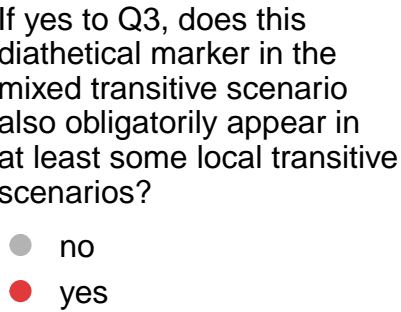 If yes to Q3, does this
diathetical marker in the
mixed transitive scenario
also obligatorily appear in
at least some local transitive
scenarios?
no
yes